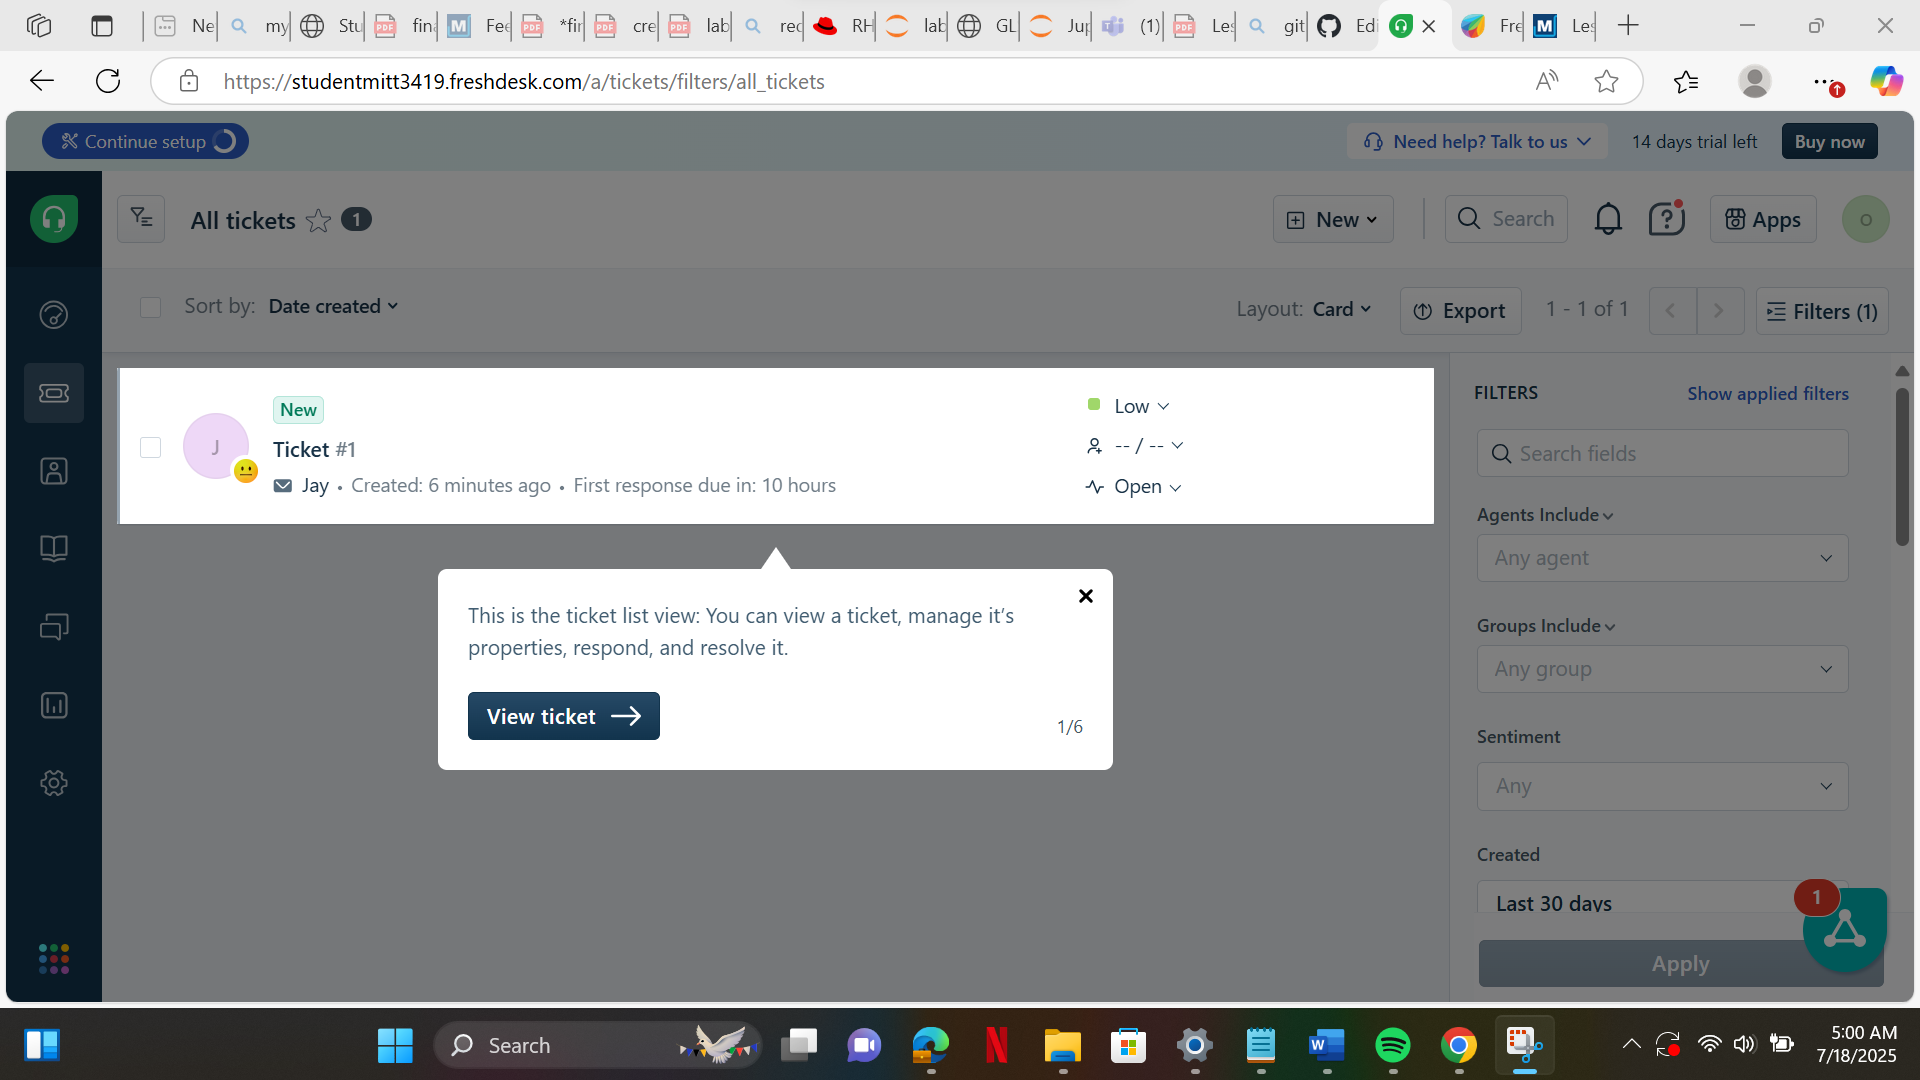 Ne
my
Stu
fina
Fee
*fin
cre
lab
rec
RH
lab
GL
Jup
(1)
Les
git
Edi
Fre
Les
https://studentmitt3419.freshdesk.com/a/tickets/filters/all_tickets
Continue setup
Need help? Talk to us
14 days trial left
Buy now
All tickets
1
New
Search
Apps
O
Sort by: Date created
Layout: Card
Export
1 - 1 of 1
Filters (1)
New
J
Ticket #1
Jay • Created: 6 minutes ago • First response due in: 10 hours
Low
-- / --
Open
FILTERS
Show applied filters
Search fields
Agents Include
Any agent
Groups Include
Any group
Sentiment
Any
Created
Last 30 days
1
Apply
This is the ticket list view: You can view a ticket, manage it's
properties, respond, and resolve it.
View ticket
1/6
Search
5:00 AM
7/18/2025